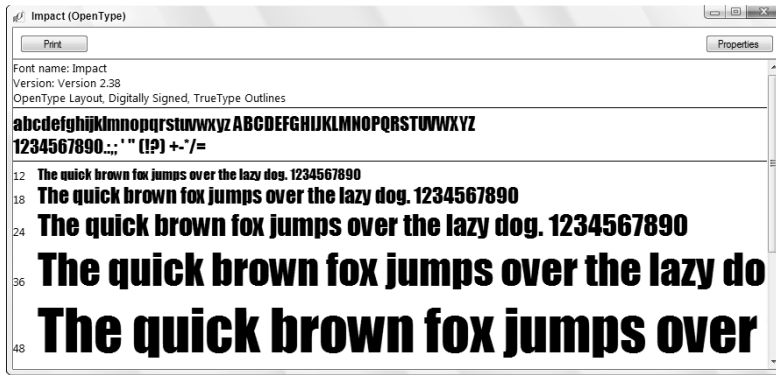 Impact (OpenType)
Print Properties
Font name: Impact
Version: Version 2.38
OpenType Layout, Digitally Signed, TrueType Outlines
abcdefghijklmnopqrstuvwxyz ABCDEFGHIJKLMNOPQRSTUVWXYZ
1234567890.:,; ' " (!?) +-*/=
12 The quick brown fox jumps over the lazy dog. 1234567890
18 The quick brown fox jumps over the lazy dog. 1234567890
24 The quick brown fox jumps over the lazy dog. 1234567890
36 The quick brown fox jumps over the lazy do
48 The quick brown fox jumps over